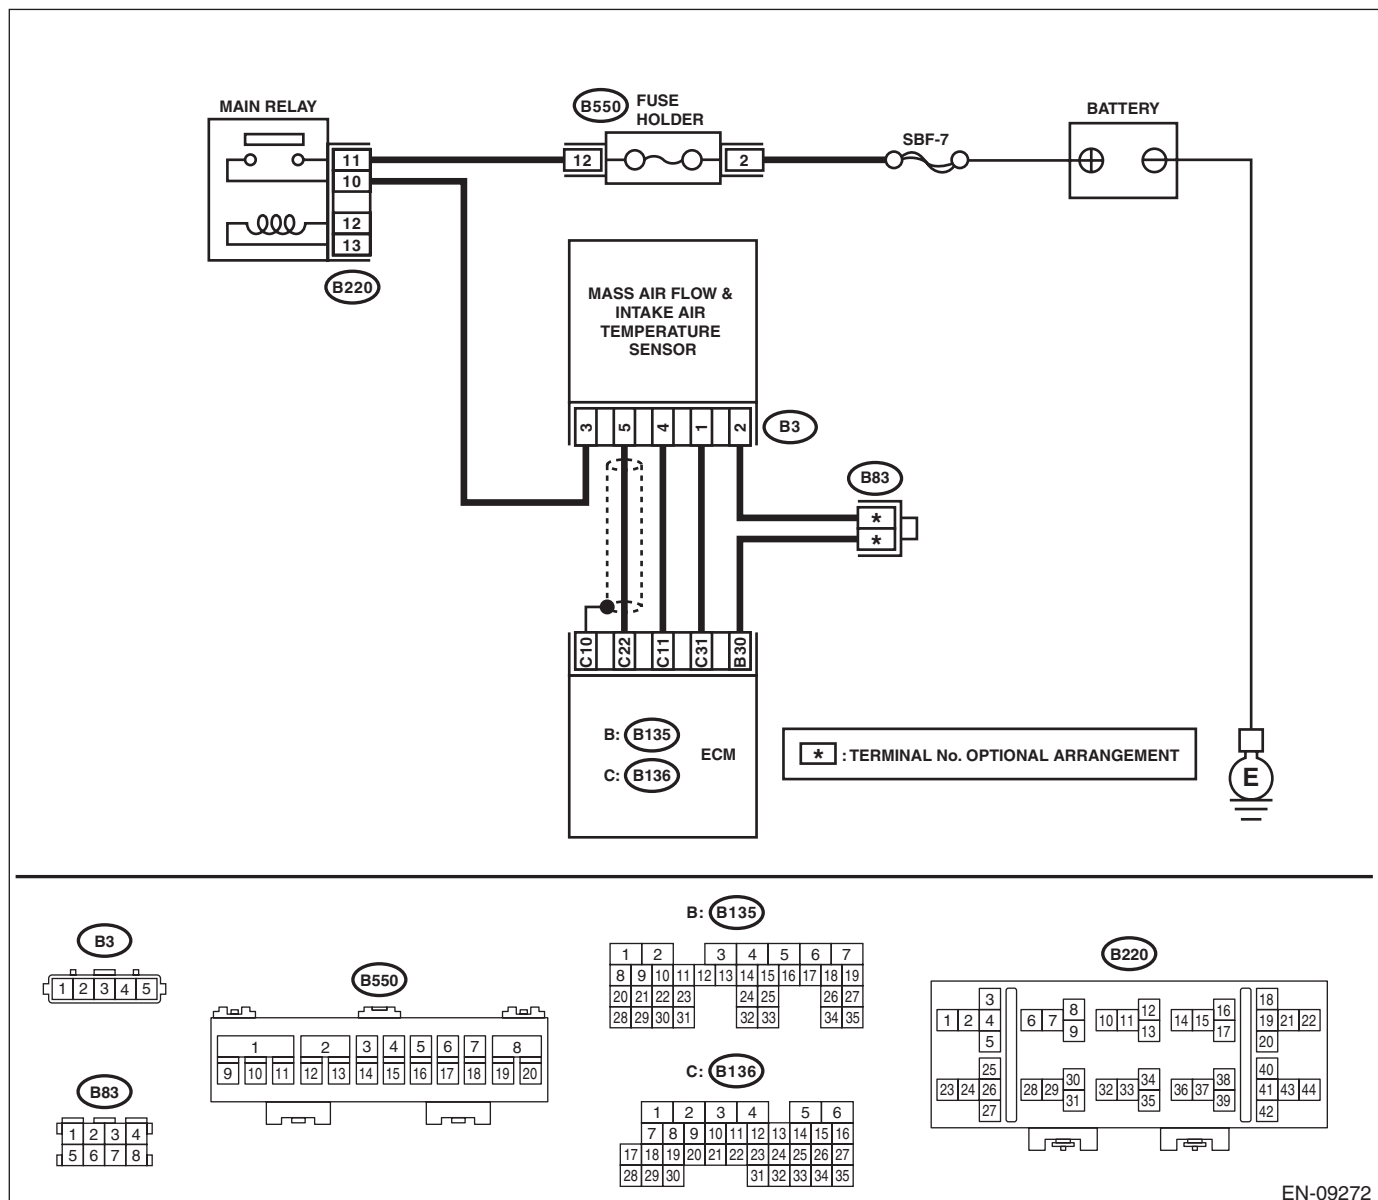 MAIN RELAY
B550
FUSE
HOLDER
BATTERY
SBF-7
11
10
12
13
12
2
B220
MASS AIR FLOW &
INTAKE AIR
TEMPERATURE
SENSOR
3 5 4 1 2
B3
B83
*
*
C10 C22 C11 C31 B30
B: B135
ECM
C: B136
* : TERMINAL No. OPTIONAL ARRANGEMENT
E
B3
1 2 3 4 5
B83
1 2 3 4
5 6 7 8
B550
1 2 3 4 5 6 7 8
9 10 11 12 13 14 15 16 17 18 19 20
B: B135
1 2 3 4 5 6 7
8 9 10 11 12 13 14 15 16 17 18 19
20 21 22 23 24 25 26 27
28 29 30 31 32 33 34 35
C: B136
1 2 3 4 5 6
7 8 9 10 11 12 13 14 15 16
17 18 19 20 21 22 23 24 25 26 27
28 29 30 31 32 33 34 35
B220
3 8 12 16 18
1 2 4 6 7 10 11 14 15 19 21 22
5 9 13 17 20
25 30 34 38 40
23 24 26 28 29 32 33 36 37 41 43 44
27 31 35 39 42
EN-09272